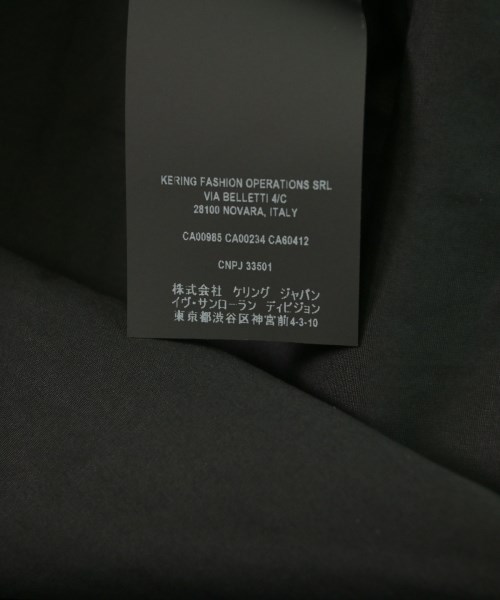 KERING FASHION OPERATIONS SRL
VIA BELLETTI 4/C
28100 NOVARA, ITALY
CA00985 CA00234 CA60412
CNPJ 33501
株式会社 ケリング ジャパン
イヴ・サンローラン ディビジョン
東京都渋谷区神宮前4-3-10